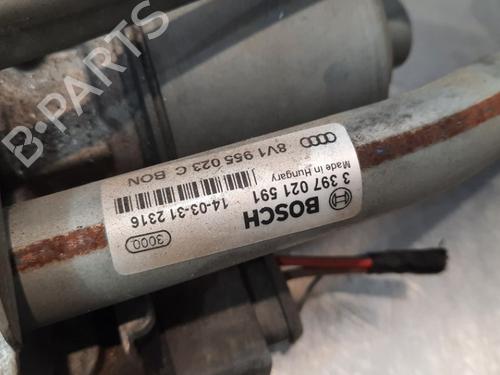 B-PARTS
BOSCH
3 397 021 591
Made in Hungary
8V1 955 023 C BON
14-03-31 2316
3000